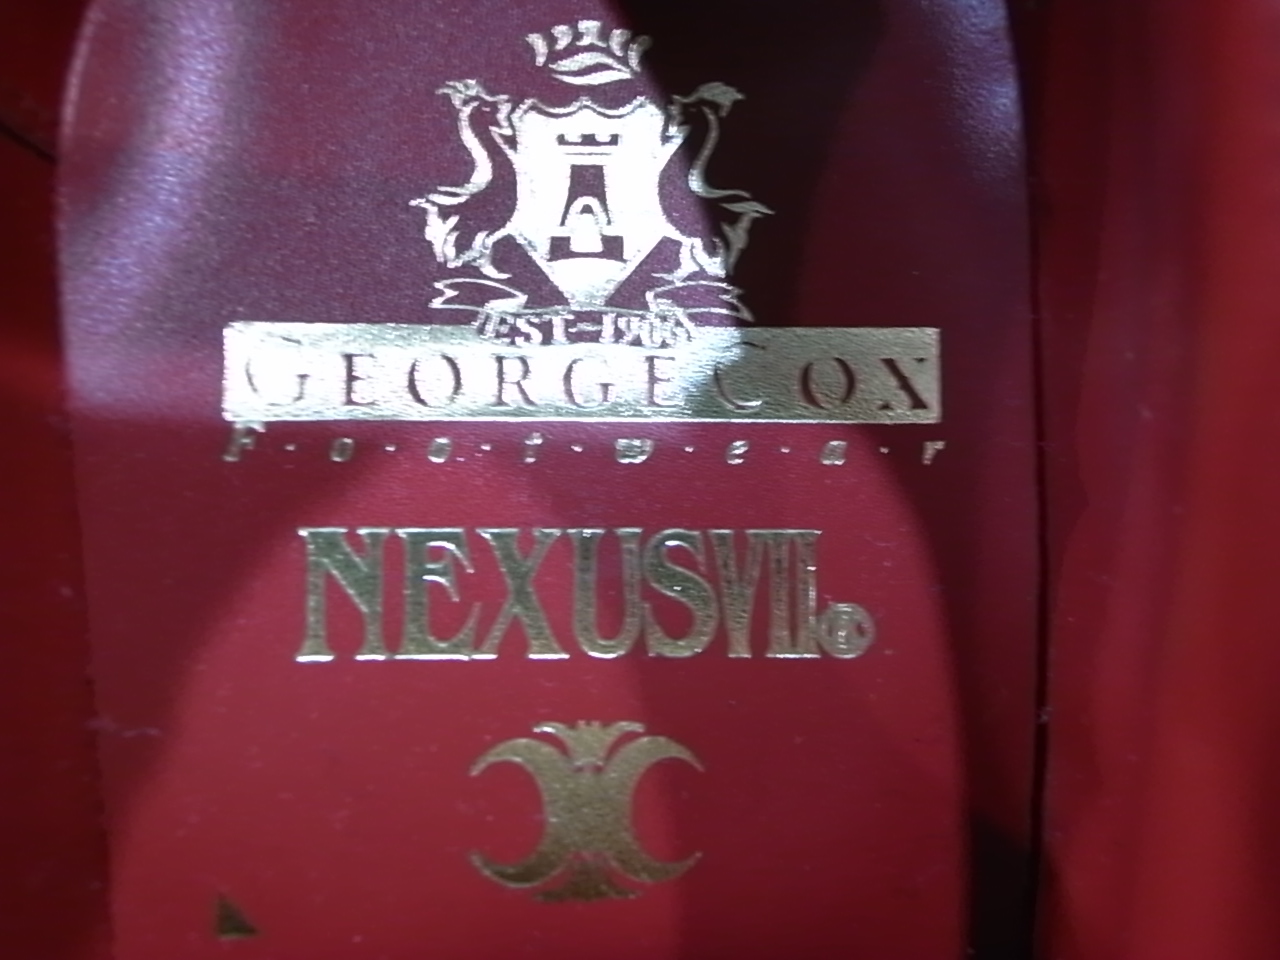 EST-1906
GEORGE COX
F·o·o·t·w·e·a·r
NEXUSVII®